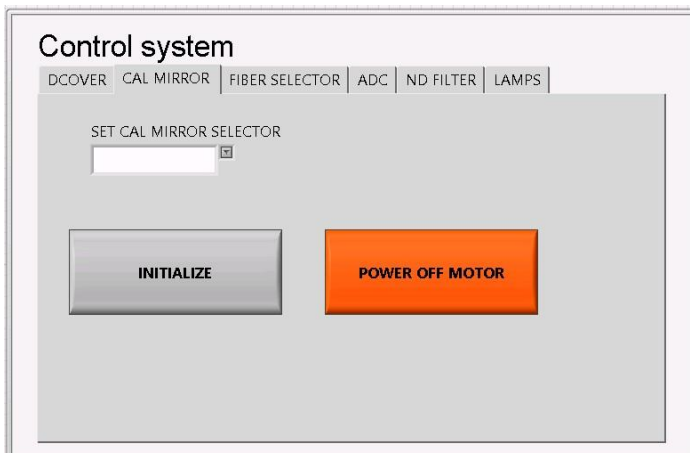 Control system
DCOVER CAL MIRROR FIBER SELECTOR ADC ND FILTER LAMPS
SET CAL MIRROR SELECTOR
INITIALIZE POWER OFF MOTOR